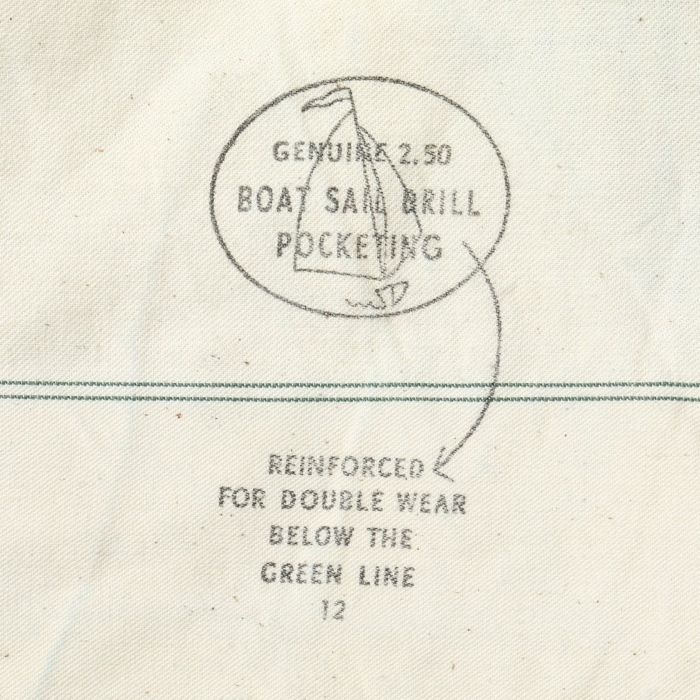 GENUINE 2.50
BOAT SAIL DRILL
POCKETING
REINFORCED
FOR DOUBLE WEAR
BELOW THE
GREEN LINE
12